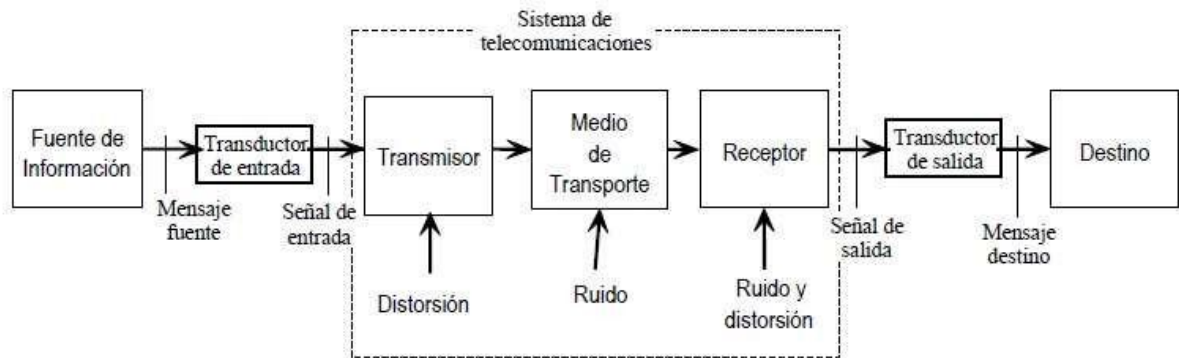 Sistema de
telecomunicaciones
Fuente de
Información
Transductor
de entrada
Transmisor
Medio
de
Transporte
Receptor
Transductor
de salida
Destino
Mensaje
fuente
Señal de
entrada
Señal de
salida
Mensaje
destino
Distorsión
Ruido
Ruido y
distorsión